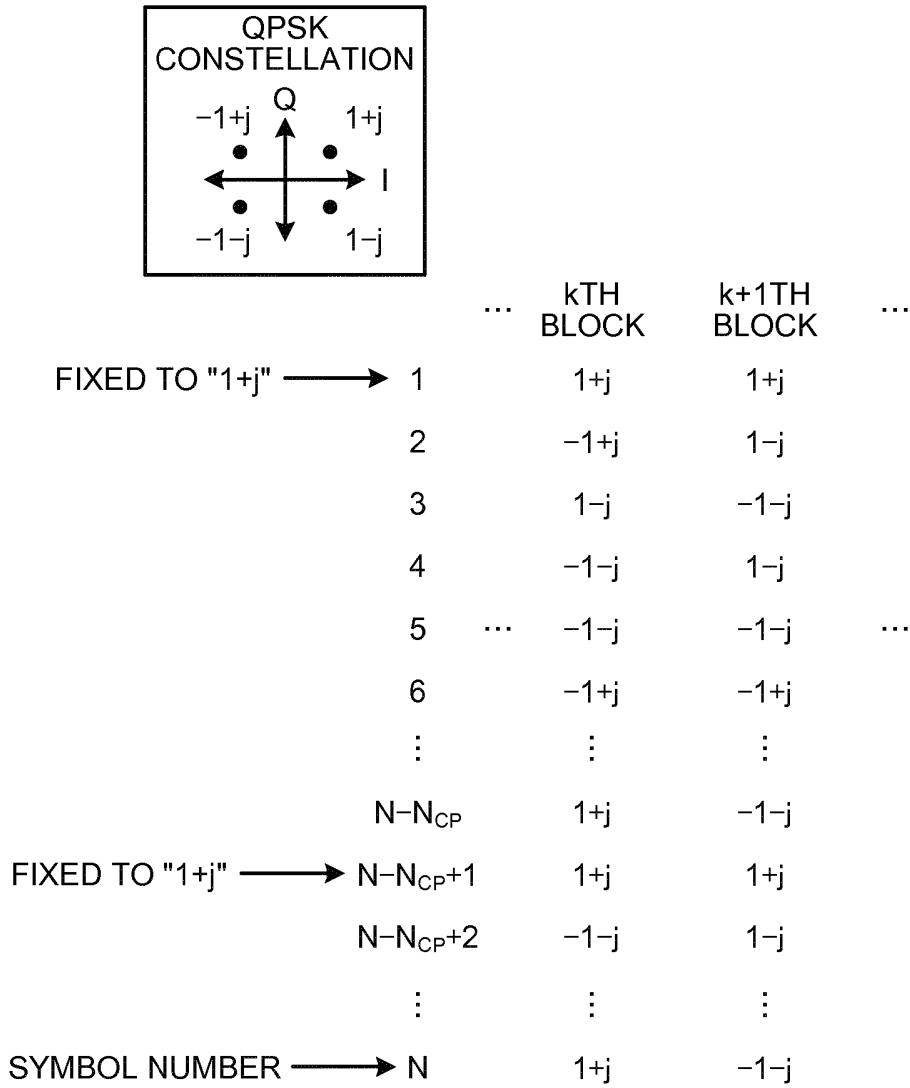 QPSK
CONSTELLATION
Q
−1+j 1+j
I
−1−j 1−j
... kTH BLOCK k+1TH BLOCK ...
FIXED TO "1+j" 1 1+j 1+j
2 −1+j 1−j
3 1−j −1−j
4 −1−j 1−j
5 ... −1−j −1−j ...
6 −1+j −1+j
⋮ ⋮ ⋮
N−NCP 1+j −1−j
FIXED TO "1+j" N−NCP+1 1+j 1+j
N−NCP+2 −1−j 1−j
⋮ ⋮ ⋮
SYMBOL NUMBER N 1+j −1−j